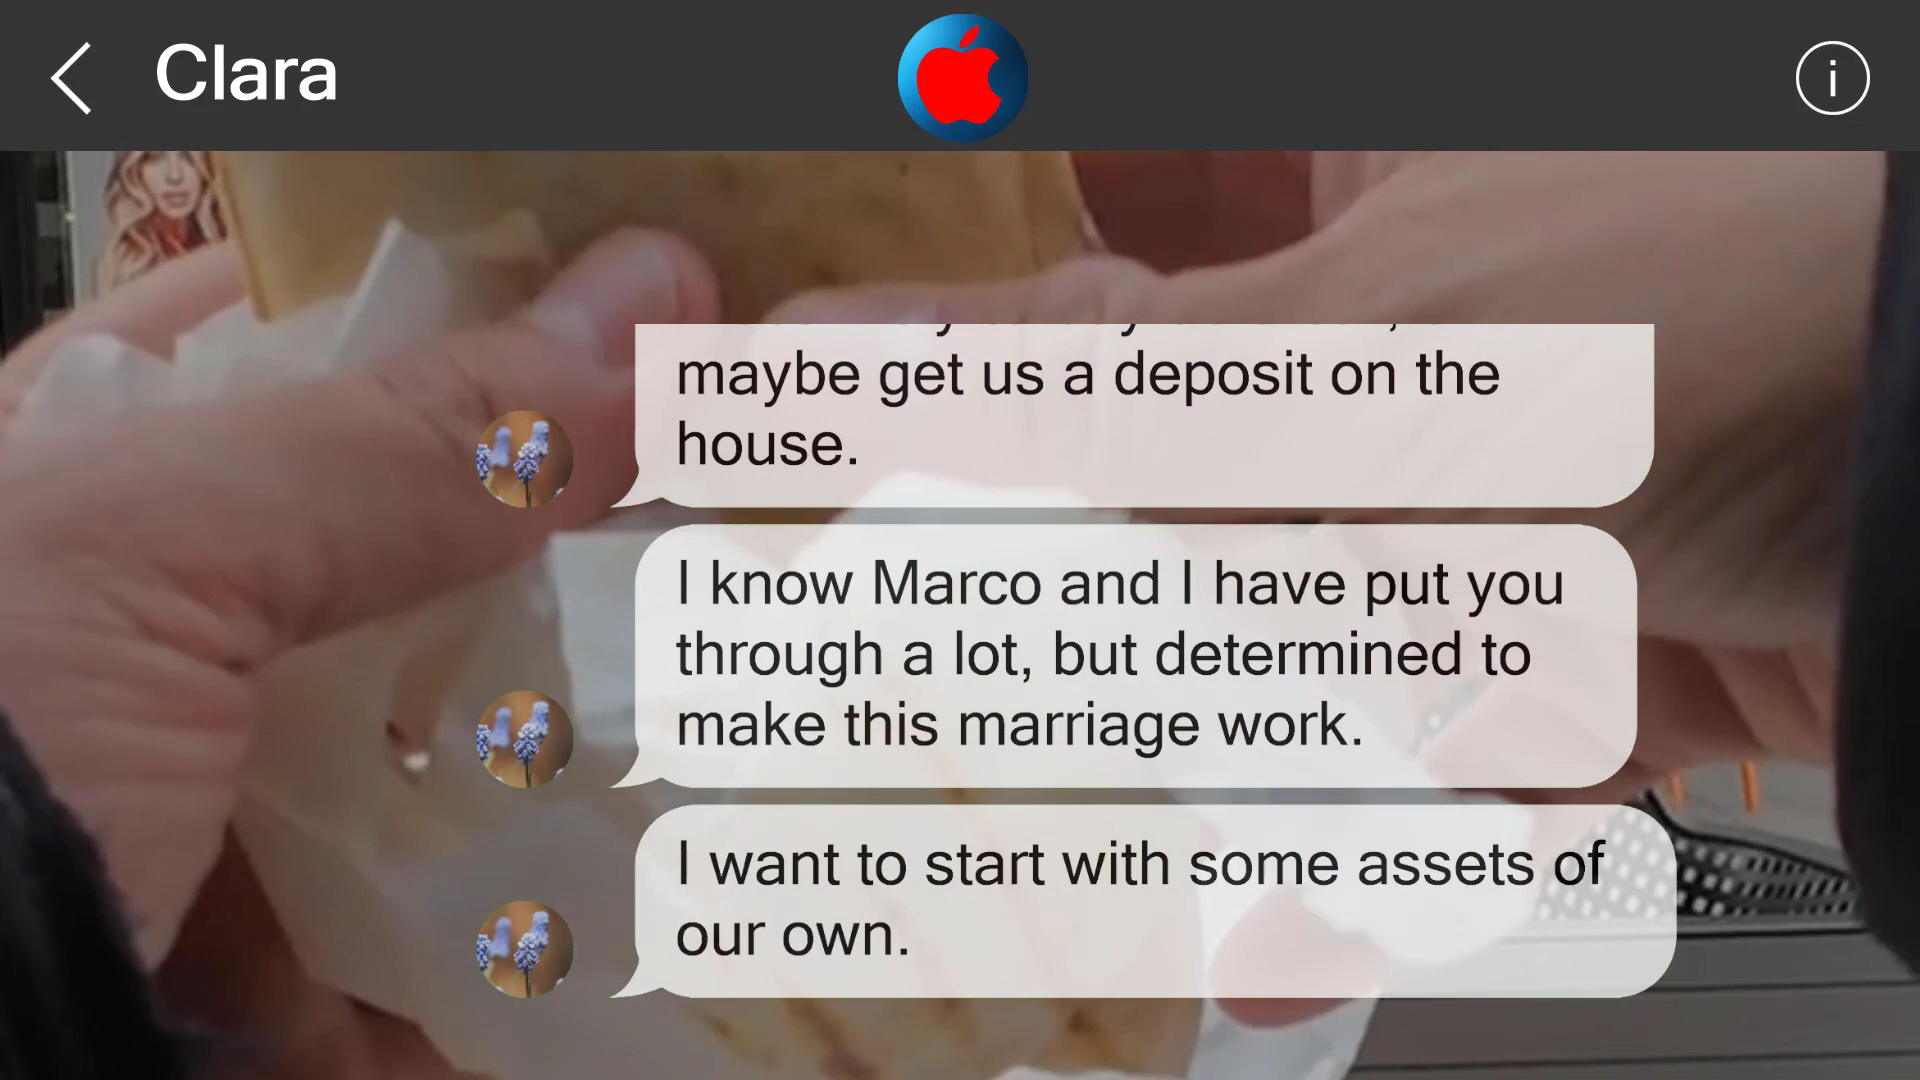 Clara
maybe get us a deposit on the
house.
I know Marco and I have put you
through a lot, but determined to
make this marriage work.
I want to start with some assets of
our own.